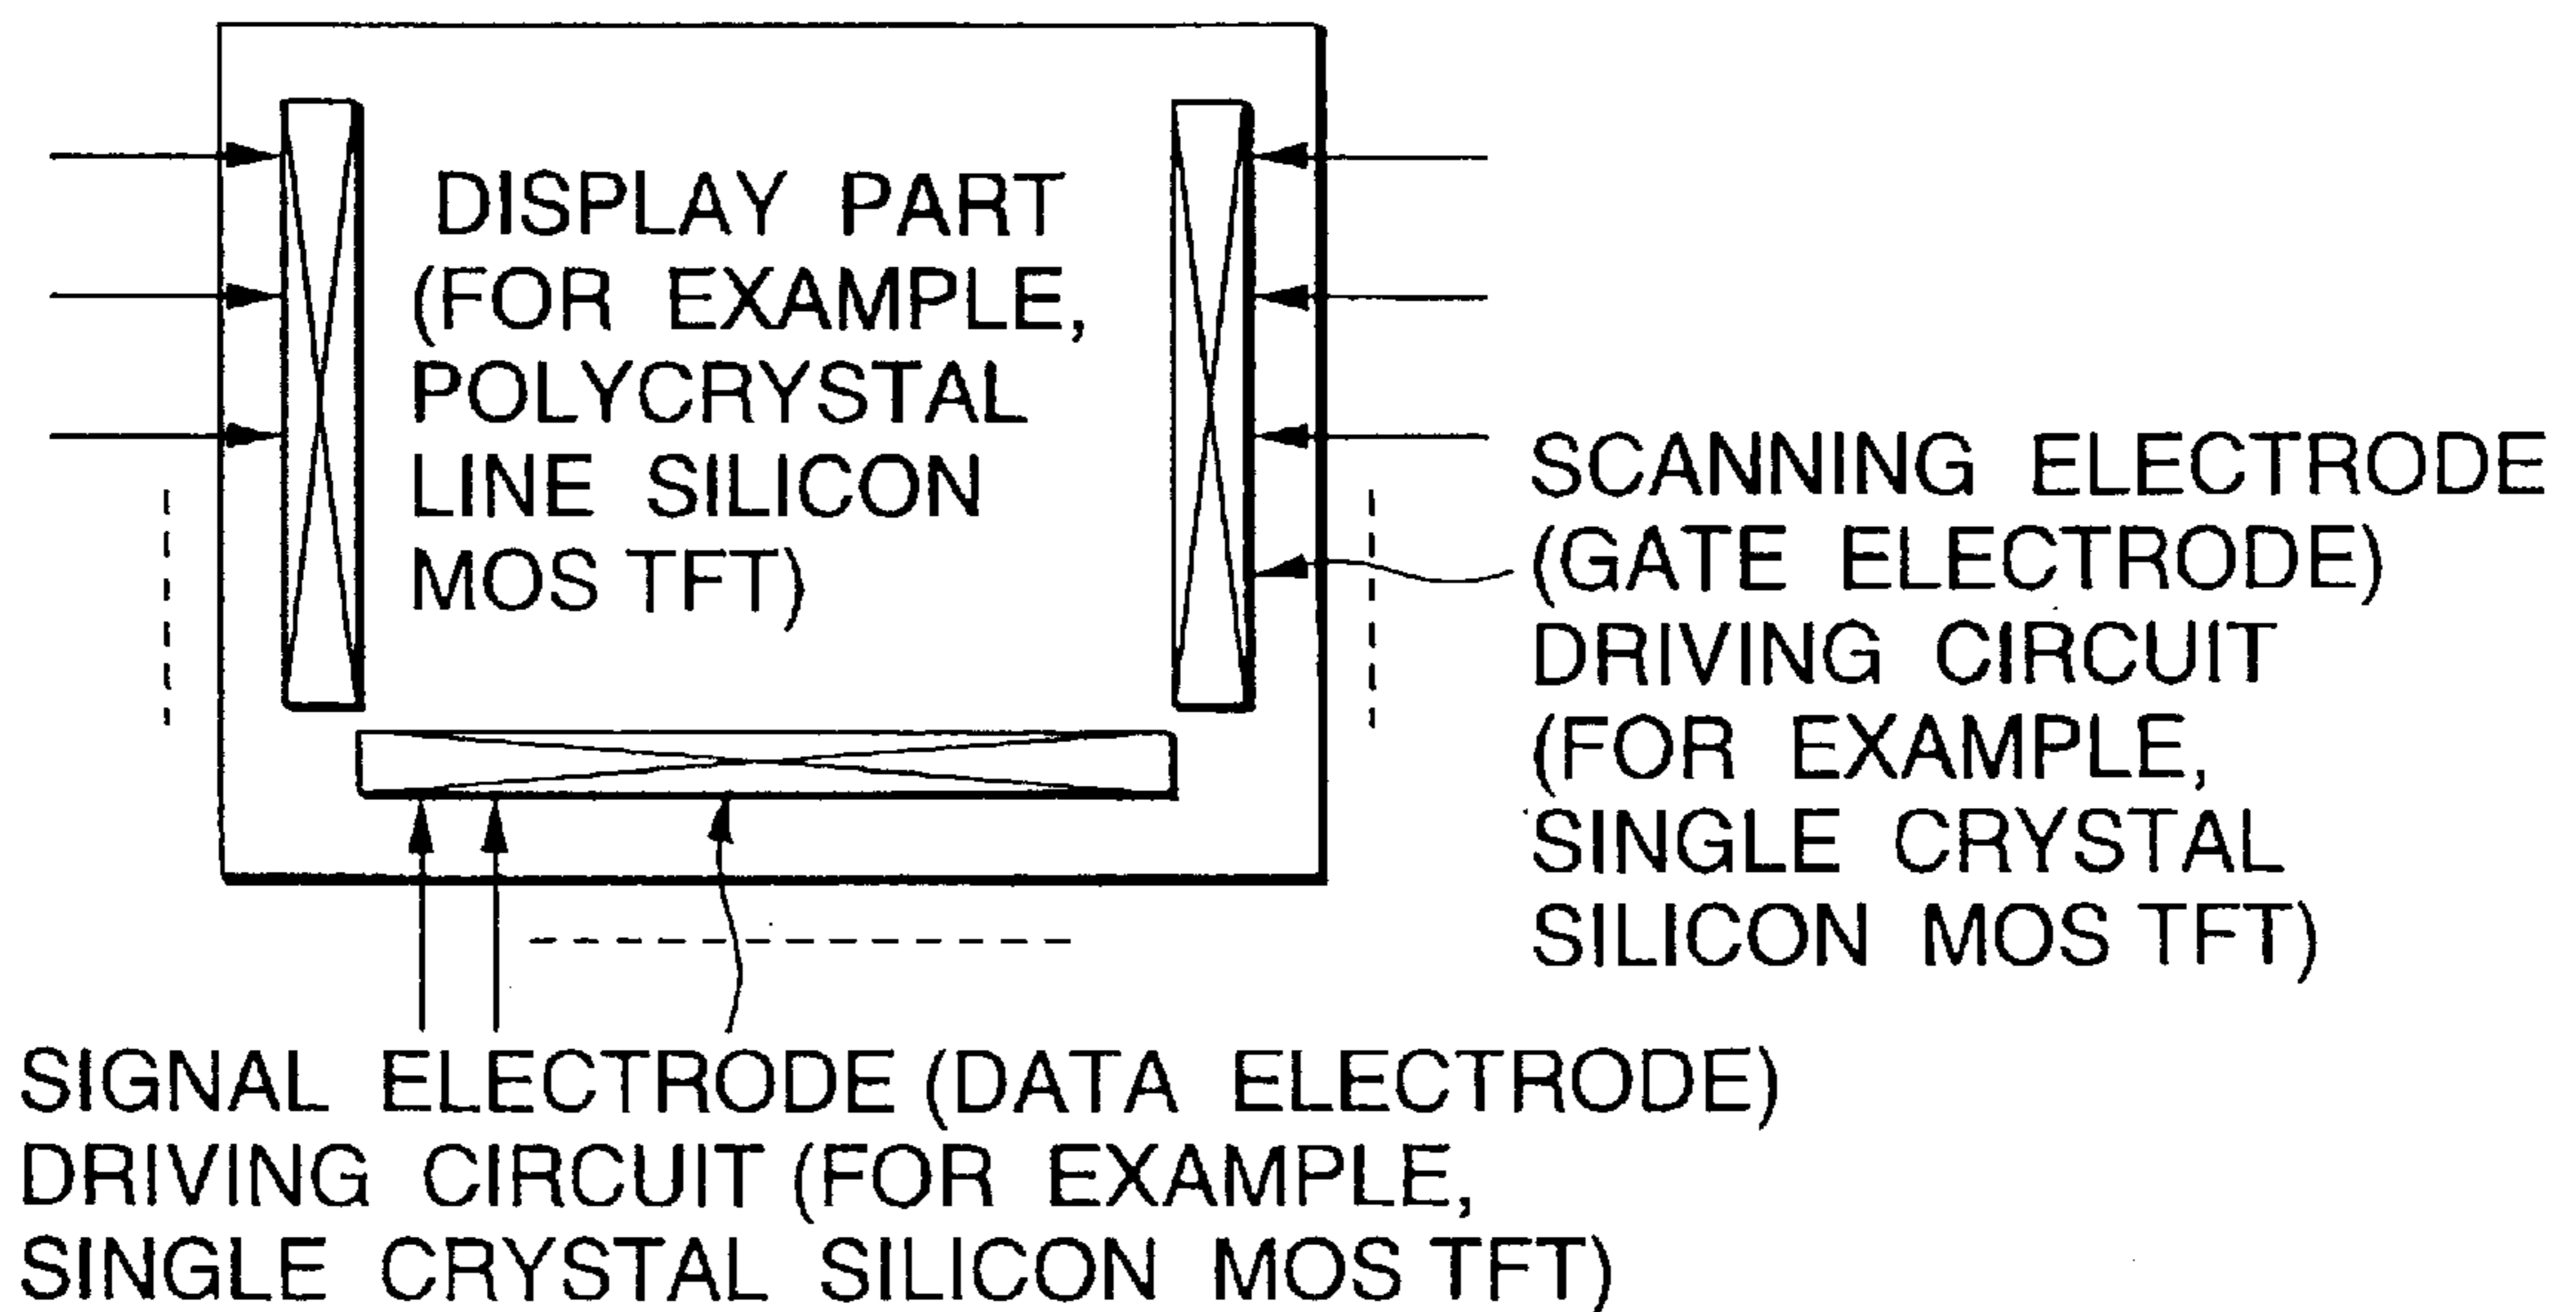 DISPLAY PART
(FOR EXAMPLE,
POLYCRYSTAL
LINE SILICON
MOS TFT)
SCANNING ELECTRODE
(GATE ELECTRODE)
DRIVING CIRCUIT
(FOR EXAMPLE,
SINGLE CRYSTAL
SILICON MOS TFT)
SIGNAL ELECTRODE (DATA ELECTRODE)
DRIVING CIRCUIT (FOR EXAMPLE,
SINGLE CRYSTAL SILICON MOS TFT)